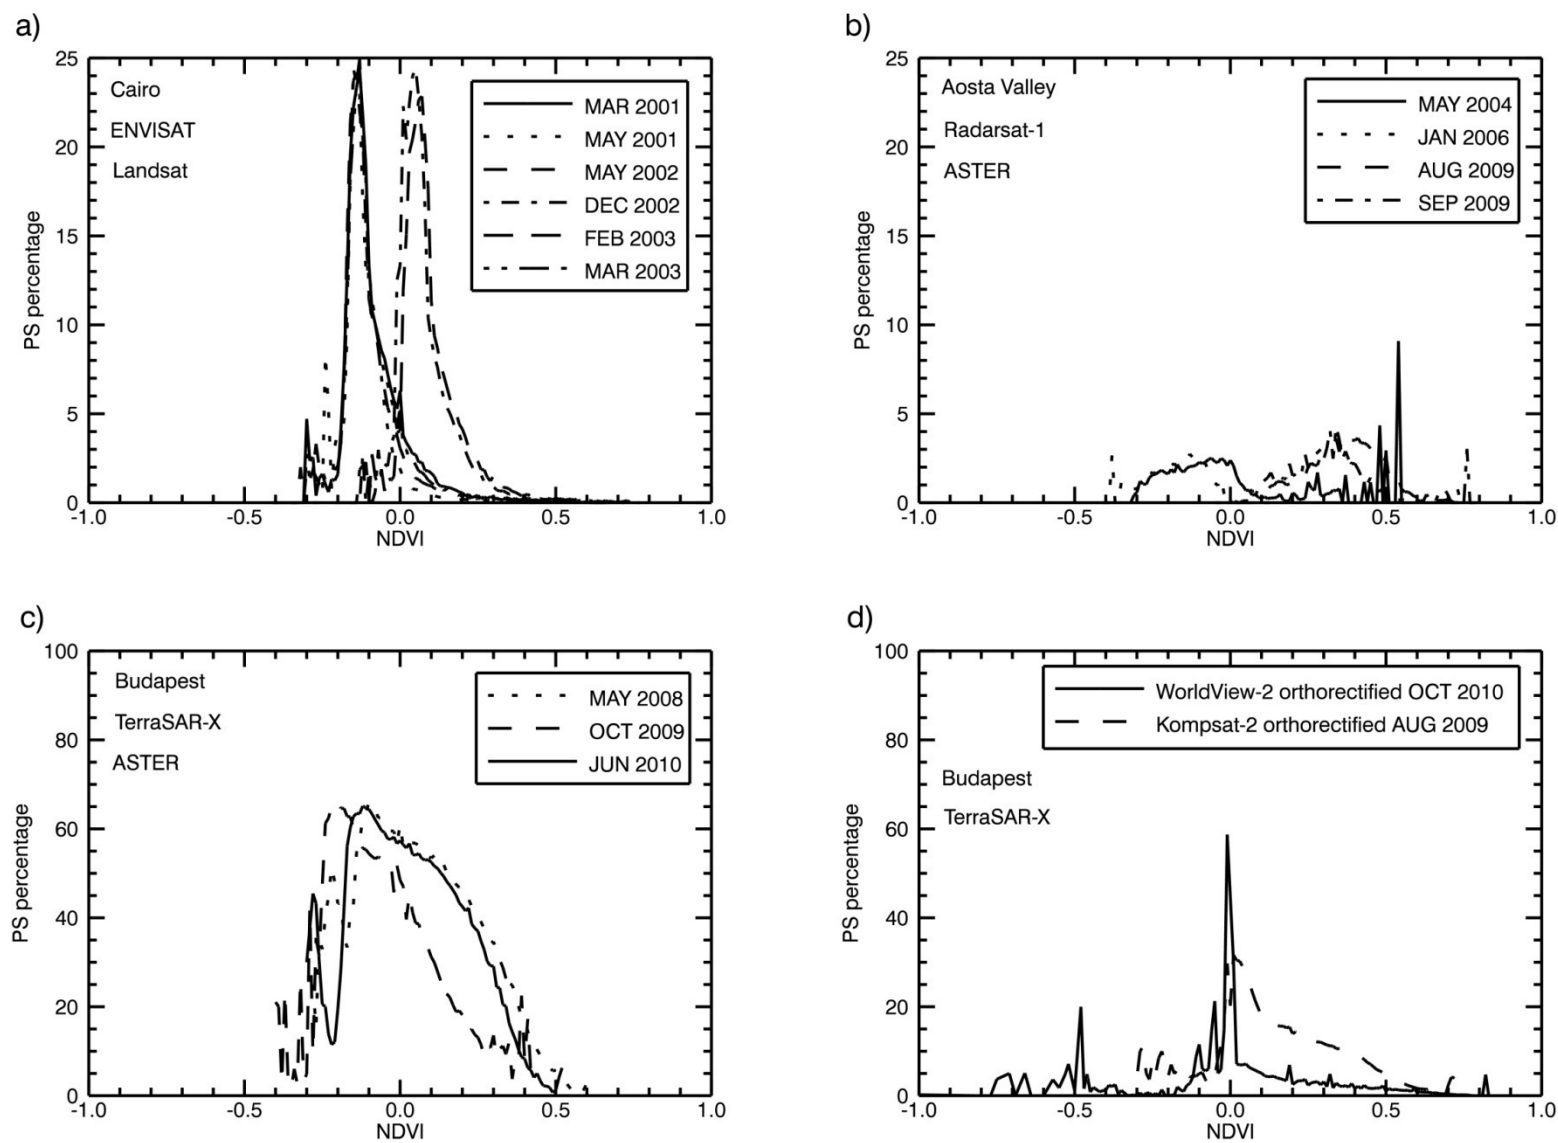 a)
25
20
15
10
5
0
PS percentage
Cairo
ENVISAT
Landsat
MAR 2001
MAY 2001
MAY 2002
DEC 2002
FEB 2003
MAR 2003
-1.0 -0.5 0.0 0.5 1.0
NDVI
b)
25
20
15
10
5
0
PS percentage
Aosta Valley
Radarsat-1
ASTER
MAY 2004
JAN 2006
AUG 2009
SEP 2009
-1.0 -0.5 0.0 0.5 1.0
NDVI
c)
100
80
60
40
20
0
PS percentage
Budapest
TerraSAR-X
ASTER
MAY 2008
OCT 2009
JUN 2010
-1.0 -0.5 0.0 0.5 1.0
NDVI
d)
100
80
60
40
20
0
PS percentage
WorldView-2 orthorectified OCT 2010
Kompsat-2 orthorectified AUG 2009
Budapest
TerraSAR-X
-1.0 -0.5 0.0 0.5 1.0
NDVI